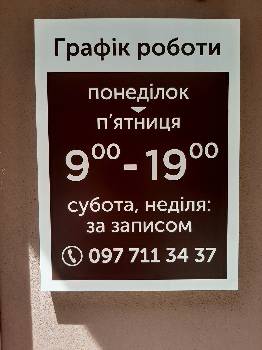 Графік роботи
понеділок
п'ятниця
9⁰⁰-19⁰⁰
субота, неділя:
за записом
097 711 34 37